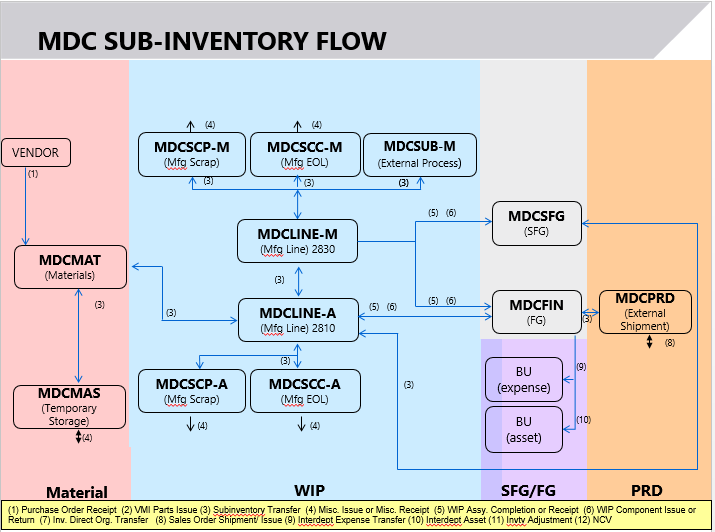 MDC SUB-INVENTORY FLOW
(4)
(4)
MDCSCP-M
(Mfg Scrap)
MDCSCC-M
(Mfg EOL)
MDCSUB-M
(External Process)
VENDOR
(1)
(3)
(3)
(3)
MDCLINE-M
(Mfg Line) 2830
(5) (6)
MDCSFG
(SFG)
MDCMAT
(Materials)
(3)
(3)
(3)
MDCLINE-A
(Mfg Line) 2810
(5) (6)
(5) (6)
MDCFIN
(FG)
(3)
MDCPRD
(External
Shipment)
(8)
(3)
MDCSCP-A
(Mfg Scrap)
MDCSCC-A
(Mfg EOL)
(3)
BU
(expense)
(9)
MDCMAS
(Temporary
Storage)
(4)
(4)
(4)
BU
(asset)
(10)
Material
WIP
SFG/FG
PRD
(1) Purchase Order Receipt (2) VMI Parts Issue (3) Subinventory Transfer (4) Misc. Issue or Misc. Receipt (5) WIP Assy. Completion or Receipt (6) WIP Component Issue or
Return (7) Inv. Direct Org. Transfer (8) Sales Order Shipment/ Issue (9) Interdept Expense Transfer (10) Interdept Asset (11) Invty Adjustment (12) NCV